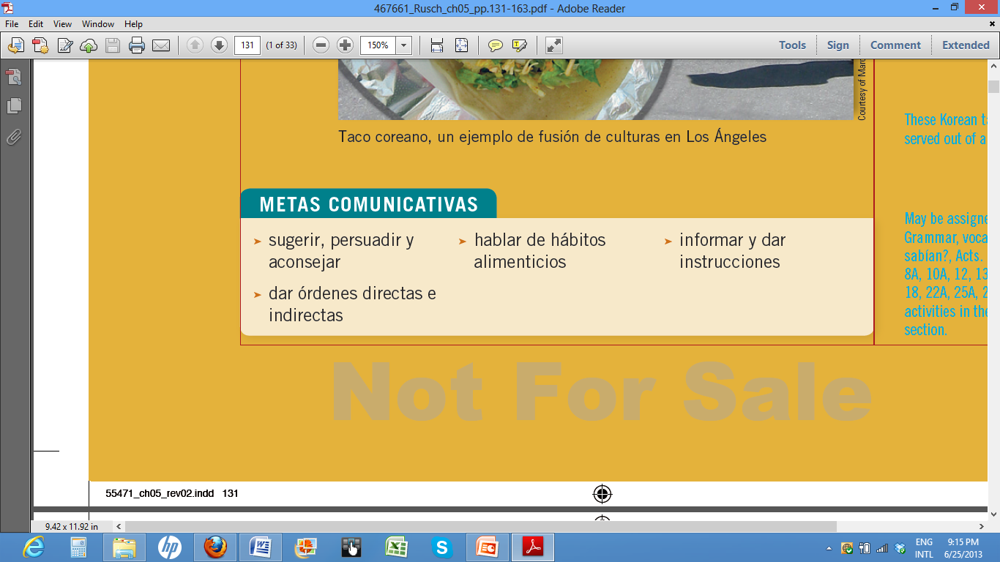 467661_Rusch_ch05_pp.131-163.pdf - Adobe Reader
File Edit View Window Help
131 (1 of 33) 150% Tools Sign Comment Extended
Courtesy of
Taco coreano, un ejemplo de fusión de culturas en Los Ángeles
These Korean
served out of a
METAS COMUNICATIVAS
➤ sugerir, persuadir y
aconsejar
➤ dar órdenes directas e
indirectas
➤ hablar de hábitos
alimenticios
➤ informar y dar
instrucciones
May be
Grammar,
sabían?, Acts.
8A, 10A, 12, 13
18, 22A, 25A, 2
activities in the
section.
Not For Sale
55471_ch05_rev02.indd 131
9.42 x 11.92 in
hp
ENG 9:15 PM
INTL 6/25/2013